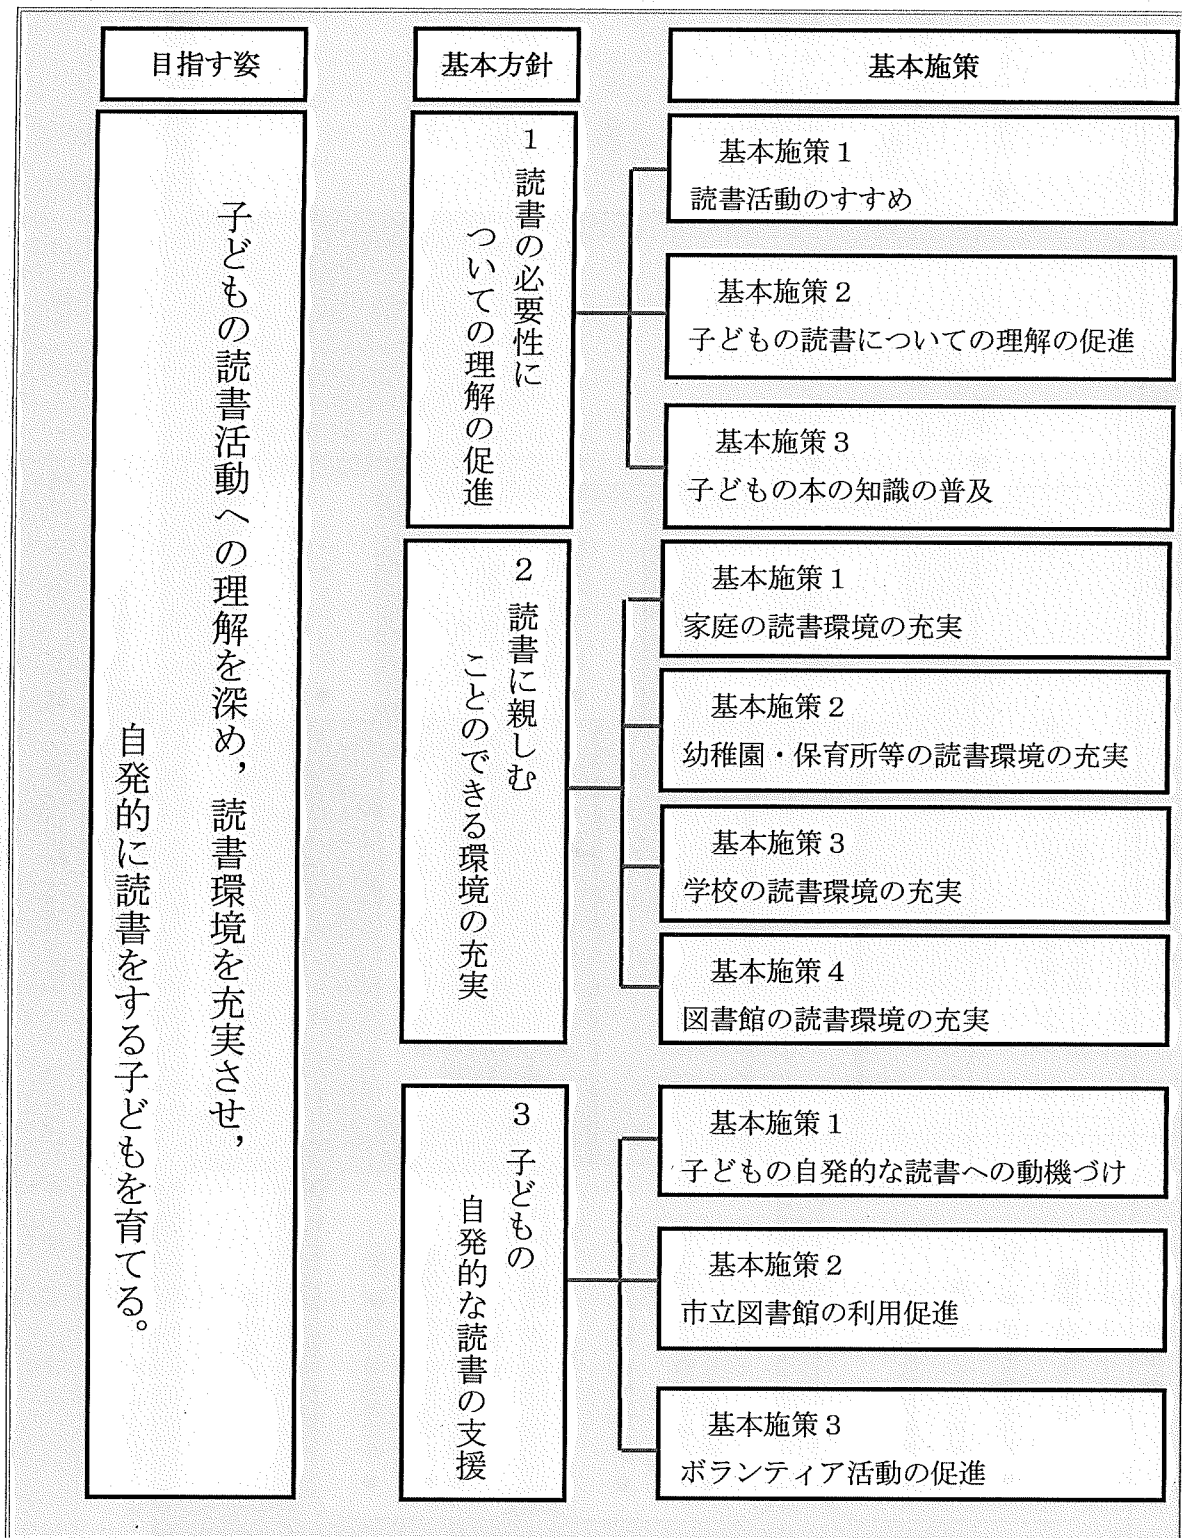 目指す姿
基本方針
基本施策
子どもの読書活動への理解を深め，読書環境を充実させ，
自発的に読書をする子どもを育てる。
1 読書の必要性に
ついての理解の促進
基本施策1
読書活動のすすめ
基本施策2
子どもの読書についての理解の促進
基本施策3
子どもの本の知識の普及
2 読書に親しむ
ことのできる環境の充実
基本施策1
家庭の読書環境の充実
基本施策2
幼稚園・保育所等の読書環境の充実
基本施策3
学校の読書環境の充実
基本施策4
図書館の読書環境の充実
3 子どもの
自発的な読書の支援
基本施策1
子どもの自発的な読書への動機づけ
基本施策2
市立図書館の利用促進
基本施策3
ボランティア活動の促進